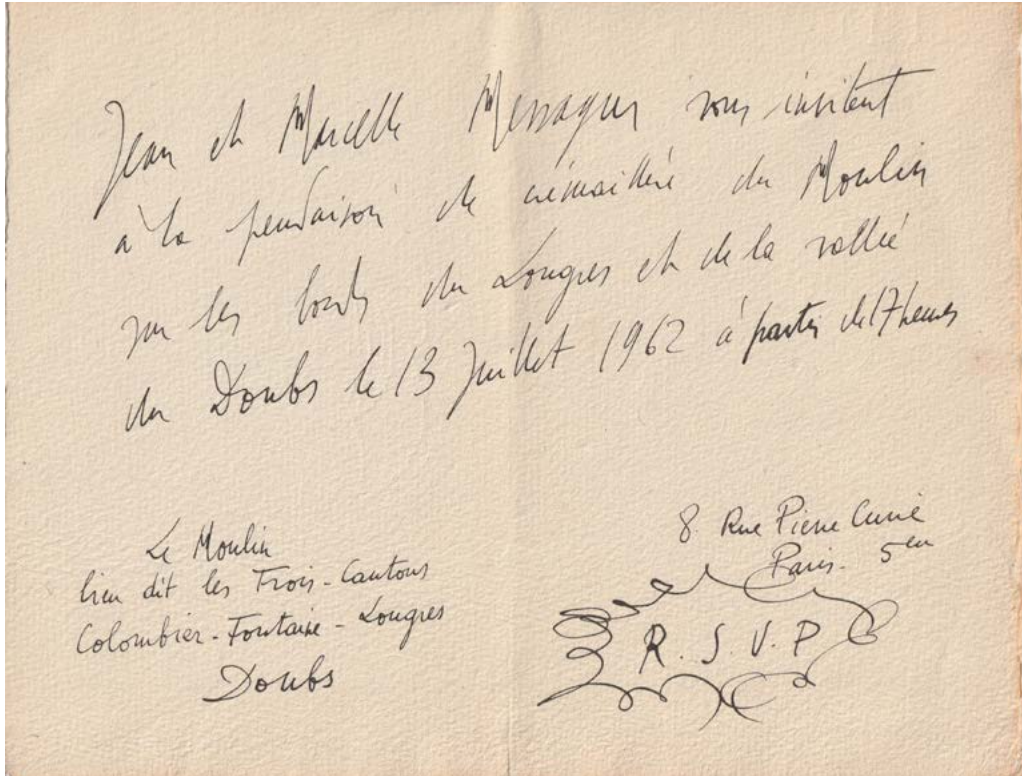 Jean et Marcelle Messagier vous invitent
à la pendaison de crémaillère du Moulin
sur les bords du Lougres et de la vallée
du Doubs le 13 Juillet 1962 à partir de 17 heures
Le Moulin
lieu dit les Trois-Cantons
Colombier-Fontaine-Lougres
Doubs
8 Rue Pierre Curie
Paris. 5em
R.S.V.P